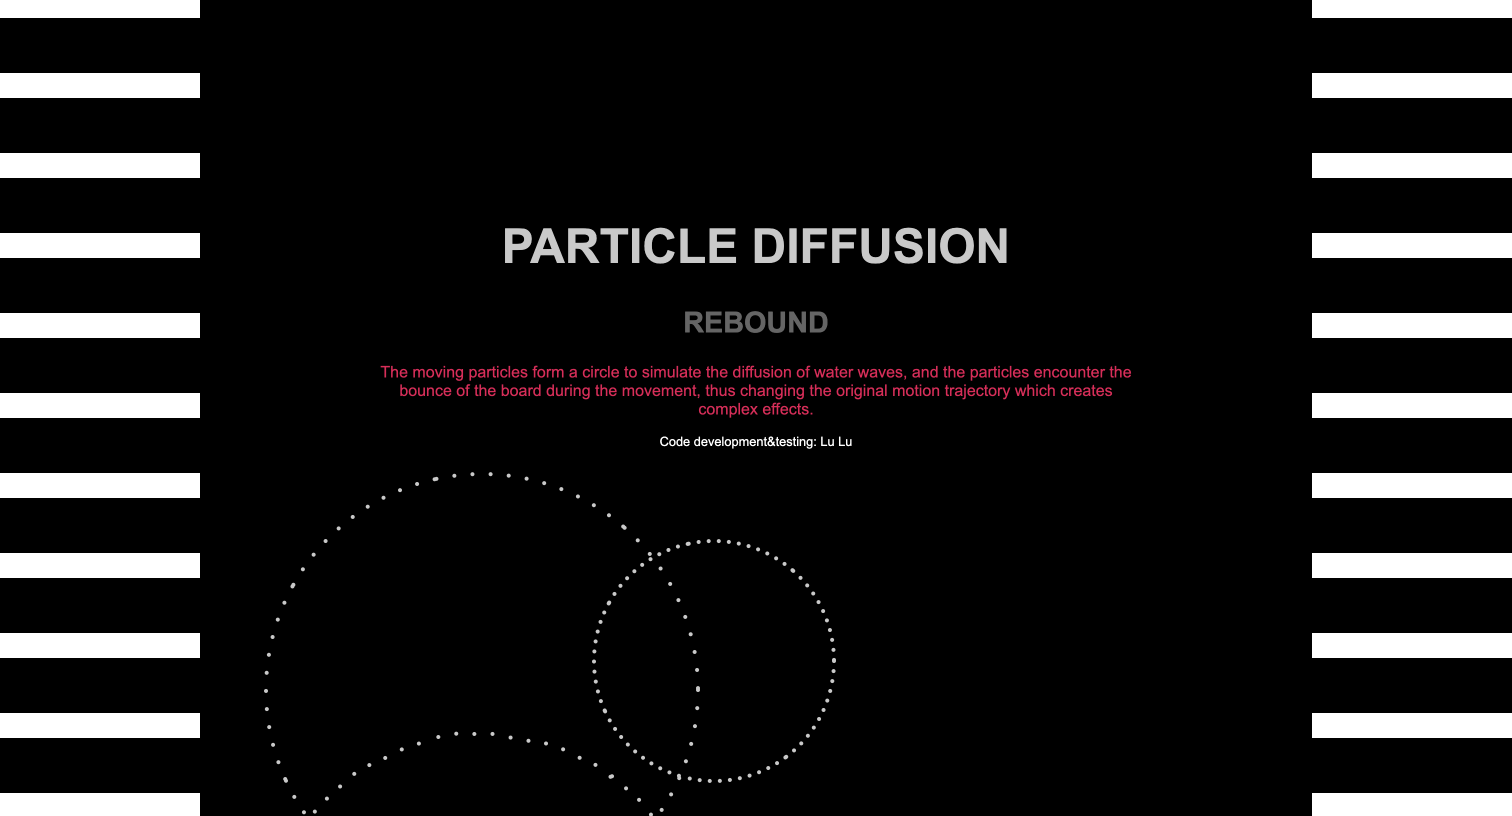 PARTICLE DIFFUSION
REBOUND
The moving particles form a circle to simulate the diffusion of water waves, and the particles encounter the
bounce of the board during the movement, thus changing the original motion trajectory which creates
complex effects.
Code development&testing: Lu Lu